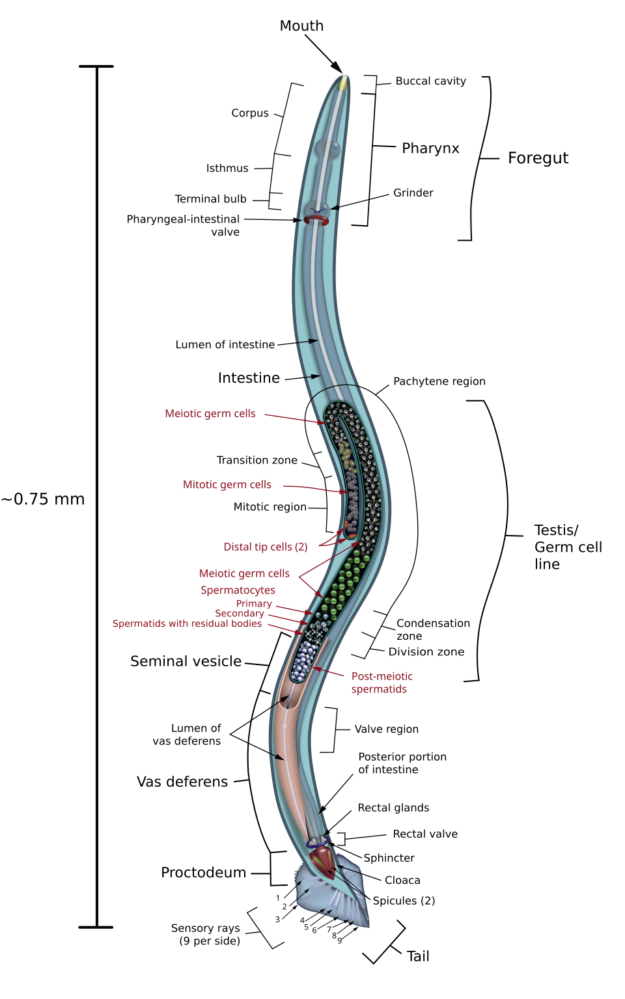 Mouth
Buccal cavity
Corpus
Pharynx
Foregut
Isthmus
Grinder
Terminal bulb
Pharyngeal-intestinal
valve
Lumen of intestine
Intestine
Pachytene region
Meiotic germ cells
Transition zone
Mitotic germ cells
~0.75 mm
Mitotic region
Testis/
Germ cell
line
Distal tip cells (2)
Meiotic germ cells
Spermatocytes
Primary
Secondary
Spermatids with residual bodies
Condensation
zone
Division zone
Seminal vesicle
Post-meiotic
spermatids
Lumen of
vas deferens
Valve region
Posterior portion
of intestine
Vas deferens
Rectal glands
Rectal valve
Sphincter
Proctodeum
Cloaca
Spicules (2)
1
2
3
4
5
6
7
8
9
Sensory rays
(9 per side)
Tail